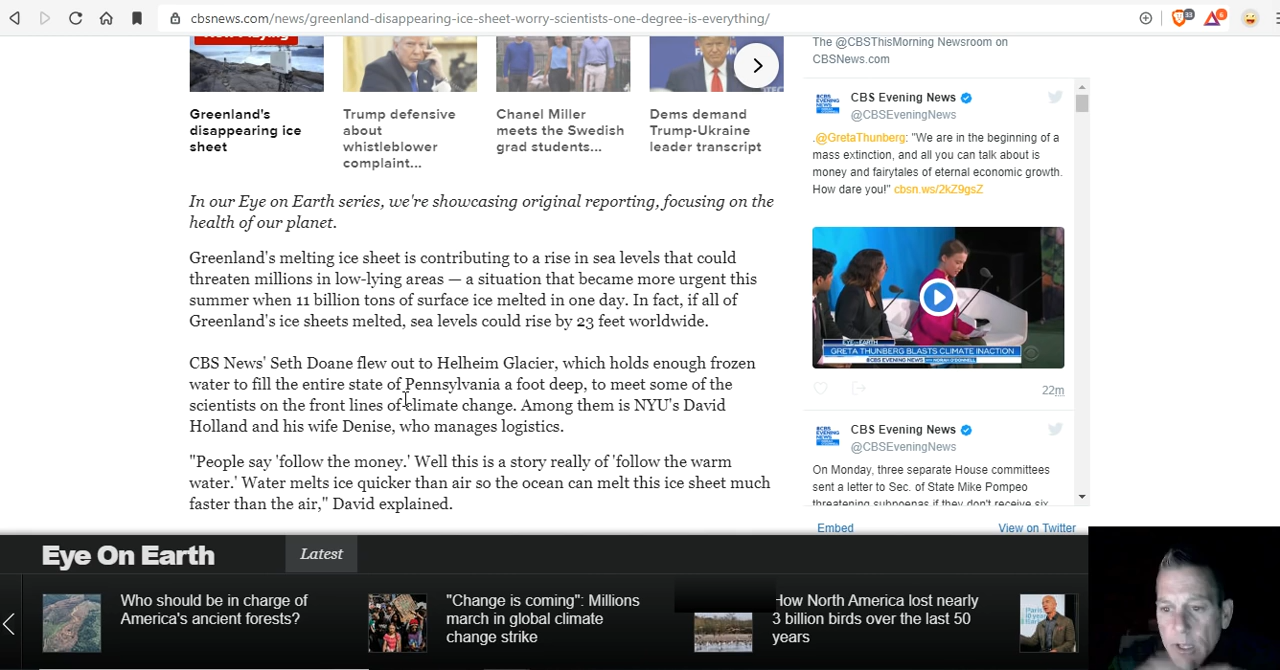 cbsnews.com/news/greenland-disappearing-ice-sheet-worry-scientists-one-degree-is-everything/
33
6
Greenland's
disappearing ice
sheet
Trump defensive
about
whistleblower
complaint...
Chanel Miller
meets the Swedish
grad students...
Dems demand
Trump-Ukraine
leader transcript
In our Eye on Earth series, we're showcasing original reporting, focusing on the
health of our planet.
Greenland's melting ice sheet is contributing to a rise in sea levels that could
threaten millions in low-lying areas — a situation that became more urgent this
summer when 11 billion tons of surface ice melted in one day. In fact, if all of
Greenland's ice sheets melted, sea levels could rise by 23 feet worldwide.
CBS News' Seth Doane flew out to Helheim Glacier, which holds enough frozen
water to fill the entire state of Pennsylvania a foot deep, to meet some of the
scientists on the front lines of climate change. Among them is NYU's David
Holland and his wife Denise, who manages logistics.
"People say 'follow the money.' Well this is a story really of 'follow the warm
water.' Water melts ice quicker than air so the ocean can melt this ice sheet much
faster than the air," David explained.
The @CBSThisMorning Newsroom on
CBSNews.com
CBS Evening News
@CBSEveningNews
.@GretaThunberg: "We are in the beginning of a
mass extinction, and all you can talk about is
money and fairytales of eternal economic growth.
How dare you!" cbsn.ws/2kZ9gsZ
GRETA THUNBERG BLASTS CLIMATE INACTION
22m
CBS Evening News
@CBSEveningNews
On Monday, three separate House committees
sent a letter to Sec. of State Mike Pompeo
threatening subpoenas if they don't receive six
Embed
View on Twitter
Eye On Earth
Latest
Who should be in charge of
America's ancient forests?
"Change is coming": Millions
march in global climate
change strike
How North America lost nearly
3 billion birds over the last 50
years